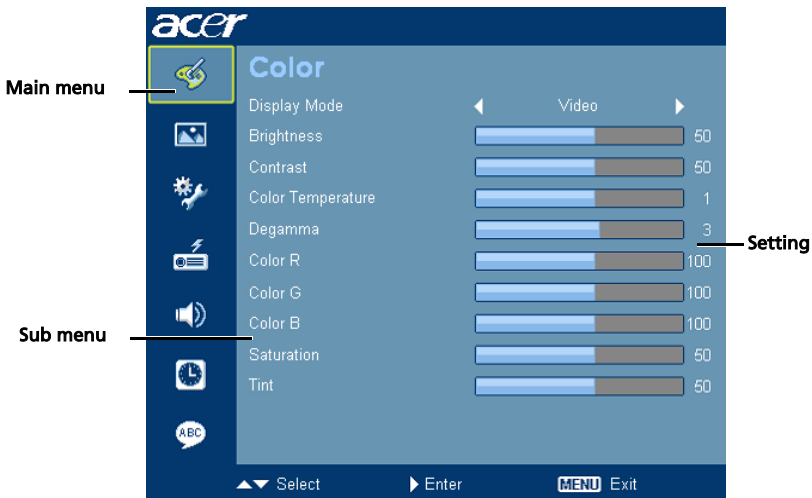 acer
Main menu
Color
Display Mode Video
Brightness 50
Contrast 50
Color Temperature 1
Degamma 3
Setting
Color R 100
Color G 100
Color B 100
Sub menu
Saturation 50
Tint 50
ABC
Select Enter MENU Exit